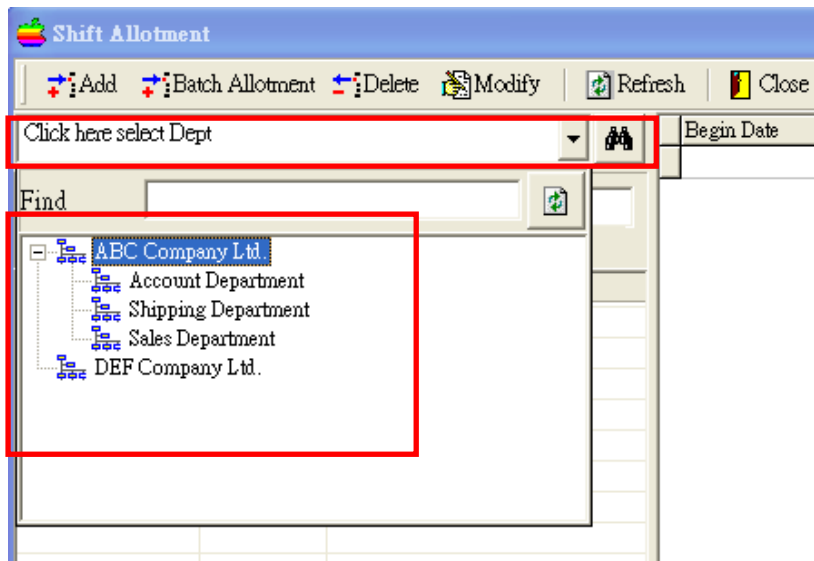 Shift Allotment
Add Batch Allotment Delete Modify Refresh Close
Click here select Dept
Begin Date
Find
ABC Company Ltd.
Account Department
Shipping Department
Sales Department
DEF Company Ltd.